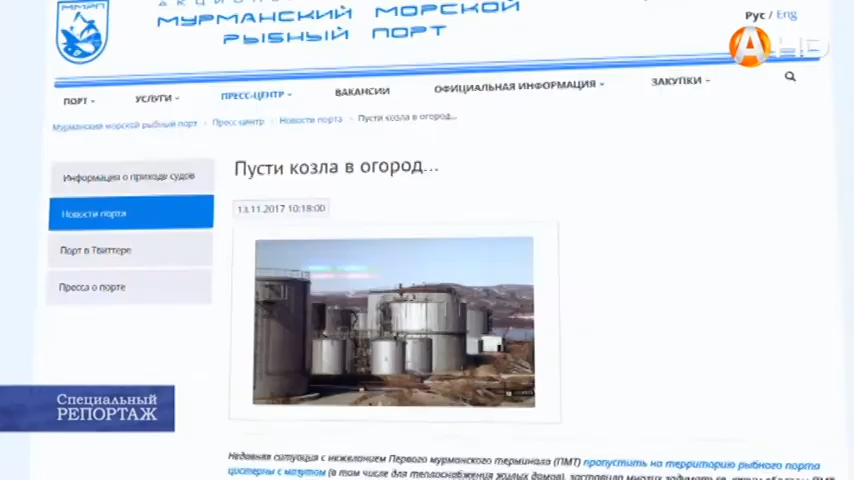 ММРП
МУРМАНСКИЙ МОРСКОЙ
РЫБНЫЙ ПОРТ
Рус / Eng
А HD
ПОРТ УСЛУГИ ПРЕСС-ЦЕНТР ВАКАНСИИ ОФИЦИАЛЬНАЯ ИНФОРМАЦИЯ ЗАКУПКИ
Мурманский морской рыбный порт Пресс-центр Новости порта Пусти козла в огород...
Информация о приходе судов
Новости порта
Порт в Твиттере
Пресса о порте
Пусти козла в огород...
13.11.2017 10:18:00
Специальный
РЕПОРТАЖ
Недавняя ситуация с нежеланием Первого мурманского терминала (ПМТ) пропустить на территорию рыбного порта
цистерны с мазутом (в том числе для теплоснабжения жилых домов), заставила многих задуматься,